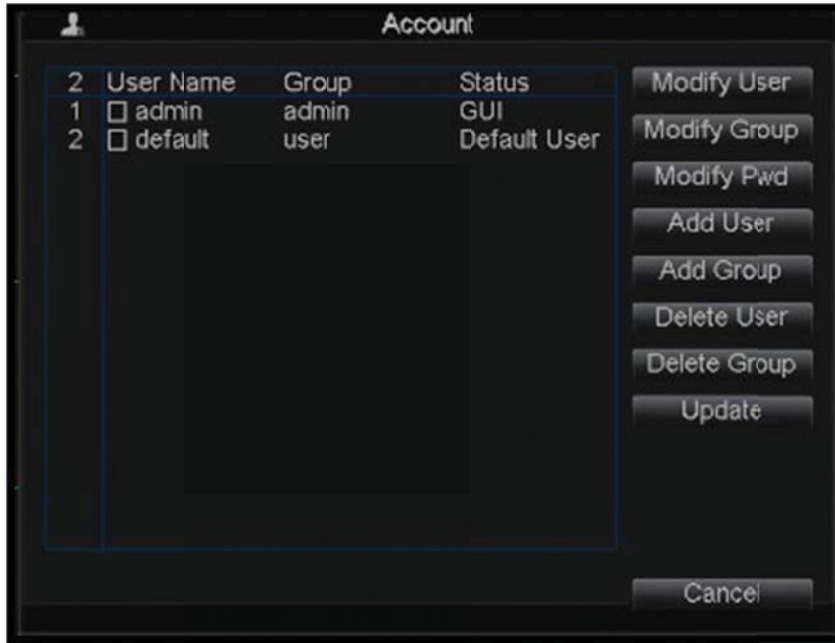 Account
2 User Name Group Status
1 admin admin GUI
2 default user Default User
Modify User
Modify Group
Modify Pwd
Add User
Add Group
Delete User
Delete Group
Update
Cancel